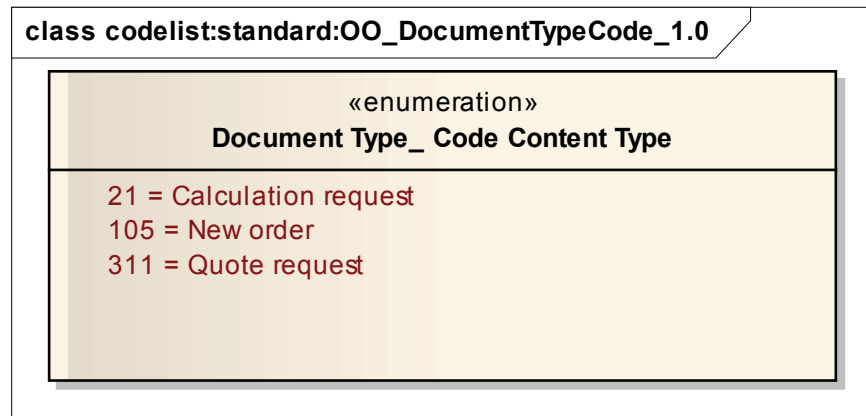 class codelist:standard:OO_DocumentTypeCode_1.0
«enumeration»
Document Type_ Code Content Type
21 = Calculation request
105 = New order
311 = Quote request